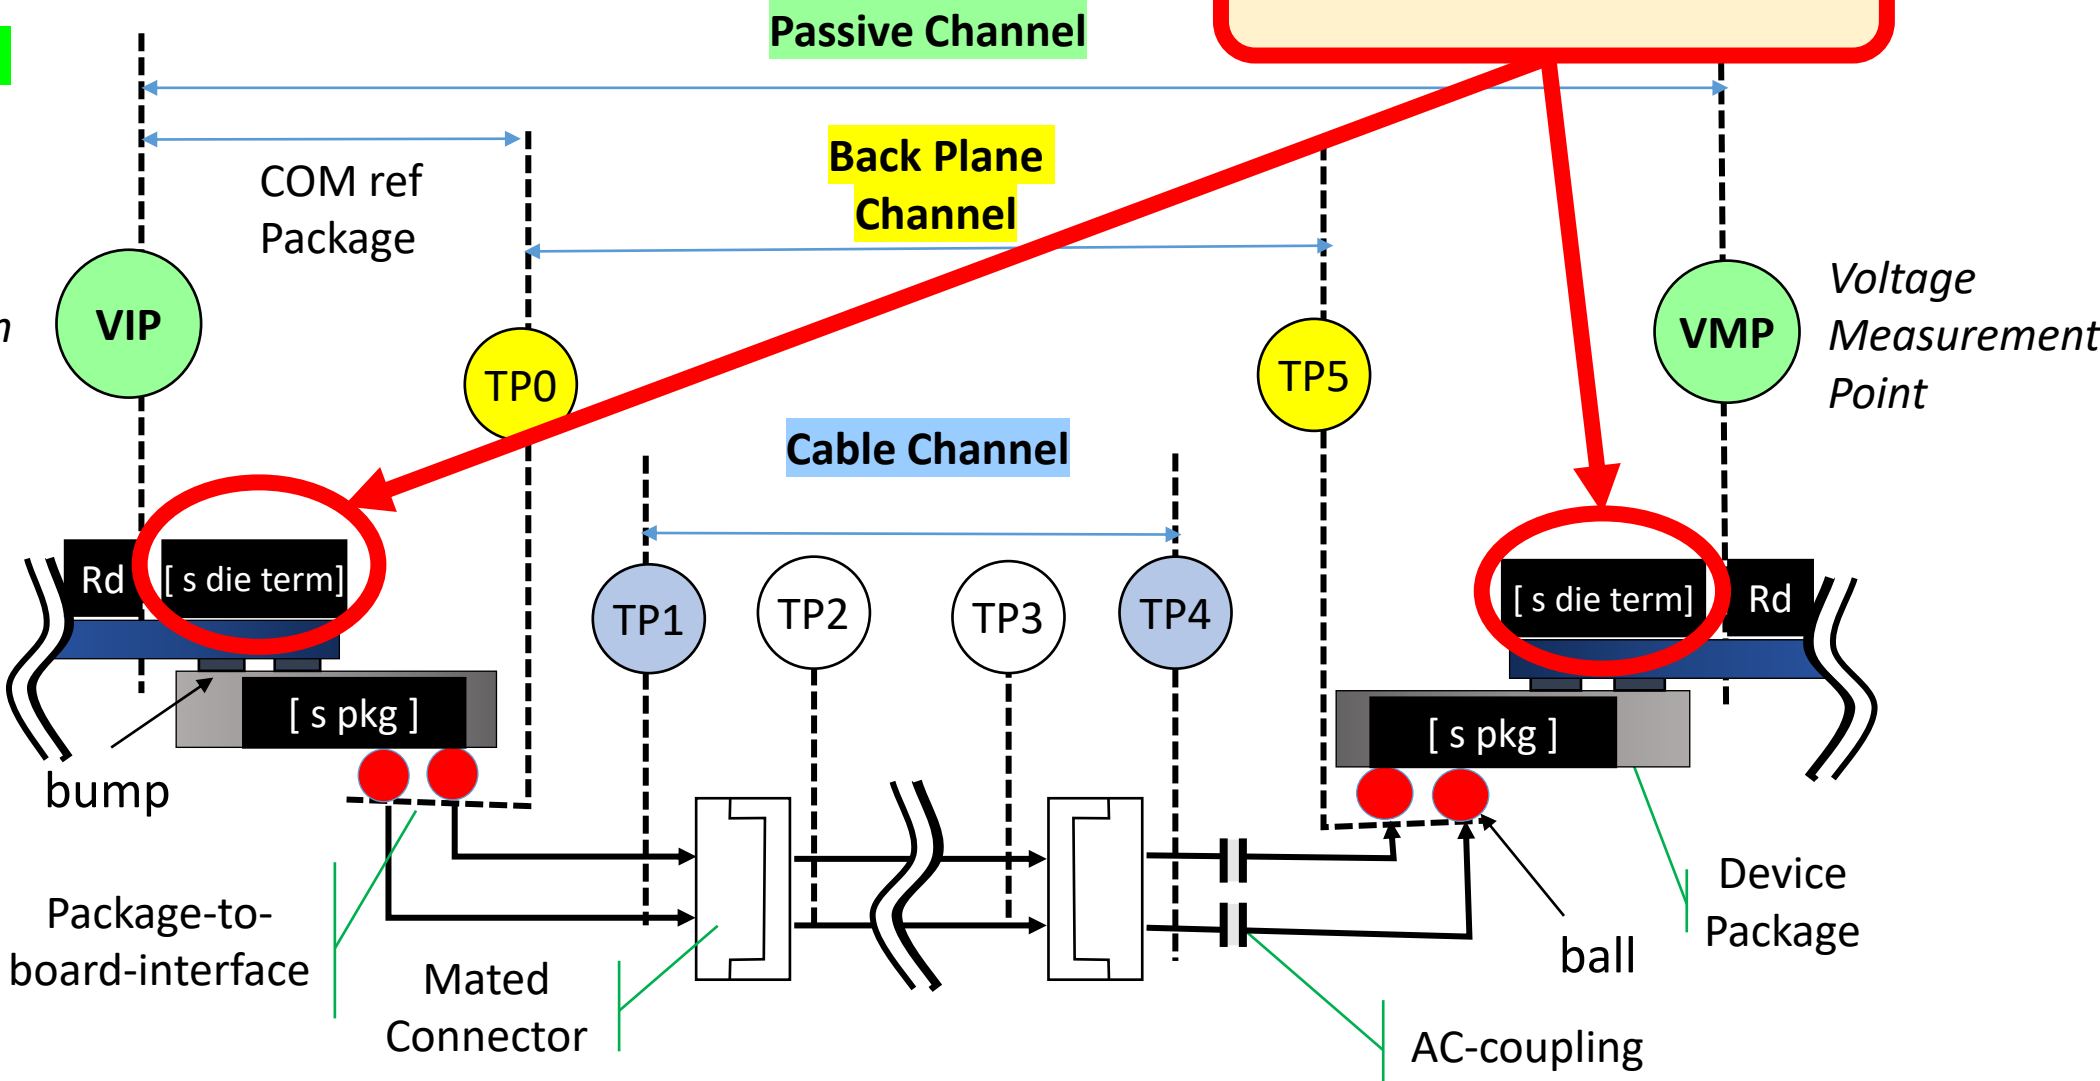 Passive Channel
COM ref
Package
Back Plane
Channel
VIP
TP0
TP5
VMP
Voltage
Measurement
Point
Cable Channel
Rd
[ s die term]
TP1
TP2
TP3
TP4
[ s die term]
Rd
[ s pkg ]
[ s pkg ]
bump
Package-to-
board-interface
Mated
Connector
Device
Package
ball
AC-coupling